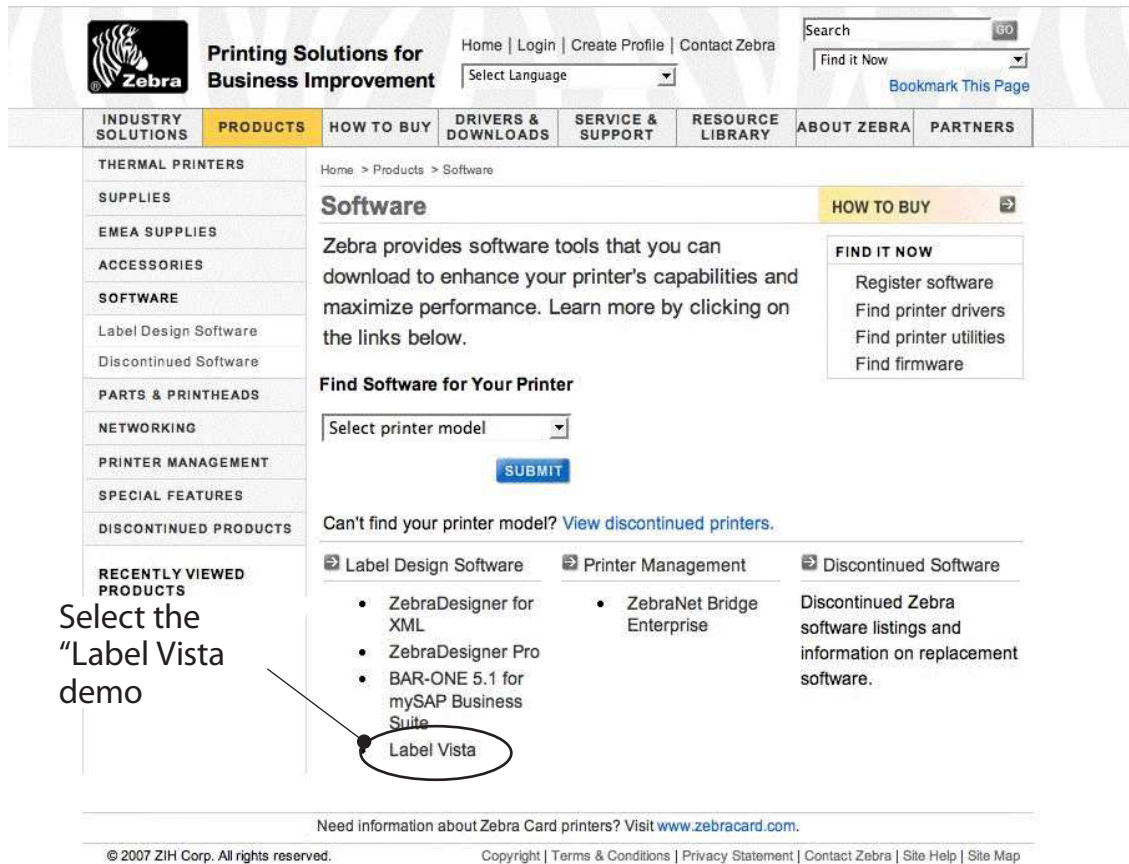 Zebra
®
Printing Solutions for
Business Improvement
Home | Login | Create Profile | Contact Zebra
Select Language
Search
GO
Find it Now
Bookmark This Page
INDUSTRY
SOLUTIONS
PRODUCTS
HOW TO BUY
DRIVERS &
DOWNLOADS
SERVICE &
SUPPORT
RESOURCE
LIBRARY
ABOUT ZEBRA
PARTNERS
THERMAL PRINTERS
SUPPLIES
EMEA SUPPLIES
ACCESSORIES
SOFTWARE
Label Design Software
Discontinued Software
PARTS & PRINTHEADS
NETWORKING
PRINTER MANAGEMENT
SPECIAL FEATURES
DISCONTINUED PRODUCTS
RECENTLY VIEWED
PRODUCTS
Select the
“Label Vista
demo
Home > Products > Software
Software
Zebra provides software tools that you can
download to enhance your printer's capabilities and
maximize performance. Learn more by clicking on
the links below.
HOW TO BUY
FIND IT NOW
Register software
Find printer drivers
Find printer utilities
Find firmware
Find Software for Your Printer
Select printer model
SUBMIT
Can't find your printer model? View discontinued printers.
Label Design Software
• ZebraDesigner for
XML
• ZebraDesigner Pro
• BAR-ONE 5.1 for
mySAP Business
Suite
• Label Vista
Printer Management
• ZebraNet Bridge
Enterprise
Discontinued Software
Discontinued Zebra
software listings and
information on replacement
software.
Need information about Zebra Card printers? Visit www.zebracard.com.
© 2007 ZIH Corp. All rights reserved.
Copyright | Terms & Conditions | Privacy Statement | Contact Zebra | Site Help | Site Map